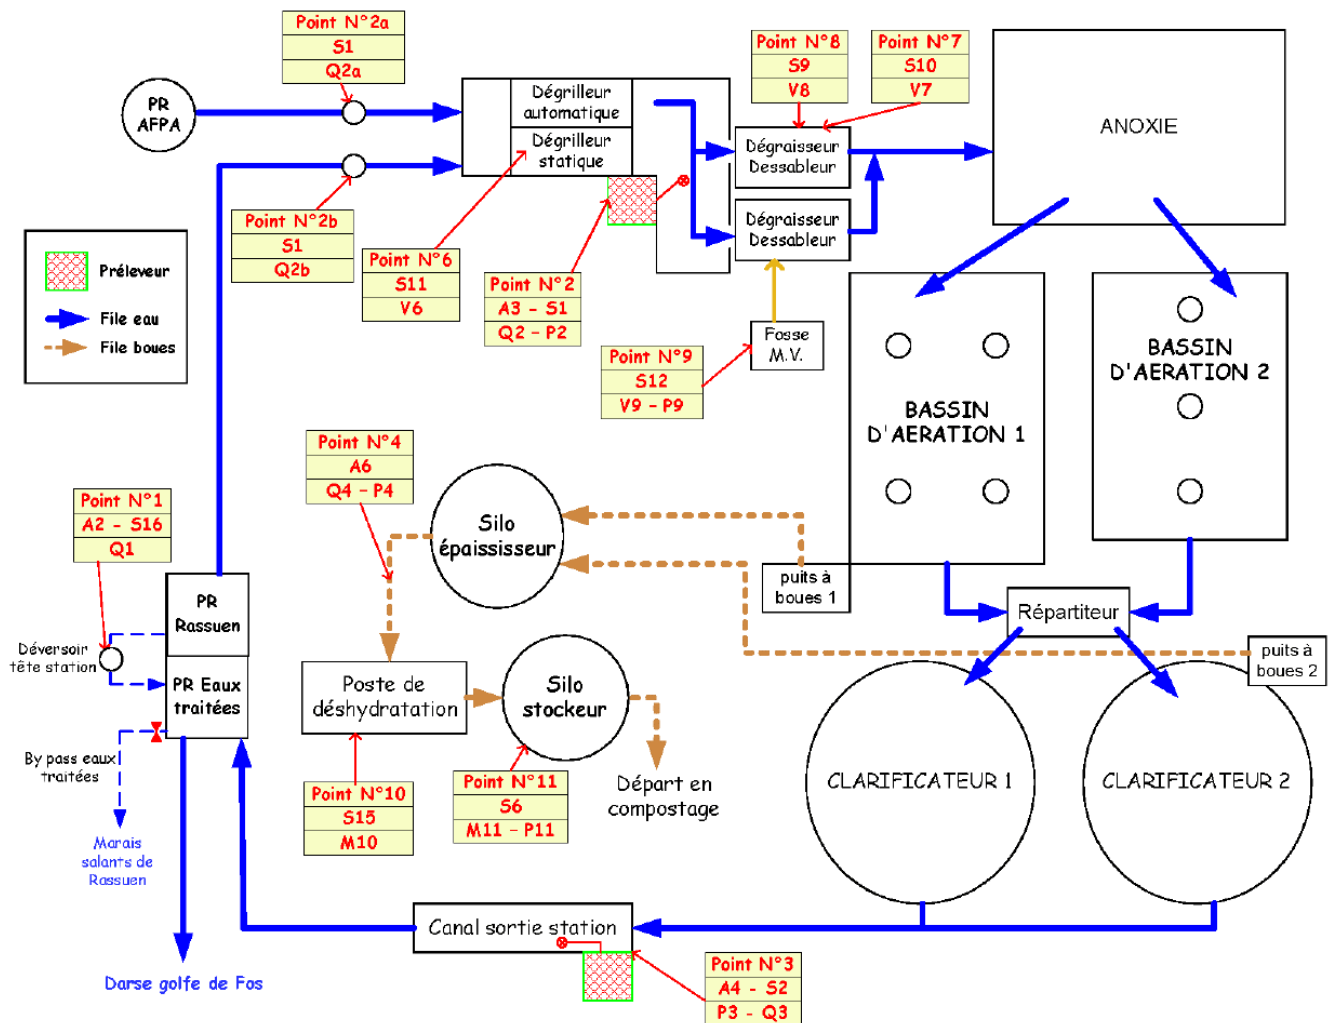 Point N°2a
S1
Q2a
PR
AFPA
Dégrilleur
automatique
Dégrilleur
statique
Point N°8
S9
V8
Point N°7
S10
V7
Dégraisseur
Dessableur
Dégraisseur
Dessableur
ANOXIE
Point N°2b
S1
Q2b
Point N°6
S11
V6
Point N°2
A3 - S1
Q2 - P2
Préleveur
File eau
File boues
Fosse
M.V.
Point N°9
S12
V9 - P9
BASSIN
D'AERATION 1
BASSIN
D'AERATION 2
Point N°4
A6
Q4 - P4
Point N°1
A2 - S16
Q1
Silo
épaississeur
puits à
boues 1
Répartiteur
puits à
boues 2
PR
Rassuen
Déversoir
tête station
PR Eaux
traitées
Poste de
déshydratation
Silo
stockeur
By pass eaux
traitées
Point N°10
S15
M10
Point N°11
S6
M11 - P11
Départ en
compostage
CLARIFICATEUR 1
CLARIFICATEUR 2
Marais
salants de
Rassuen
Canal sortie station
Darse golfe de Fos
Point N°3
A4 - S2
P3 - Q3